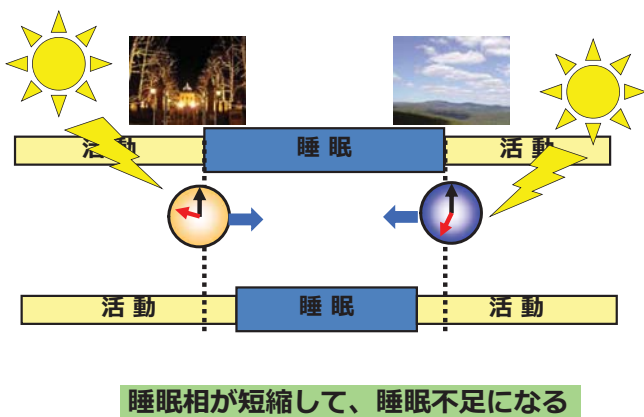 活 動 睡 眠 活 動
活 動 睡 眠 活 動
睡眠相が短縮して、睡眠不足になる